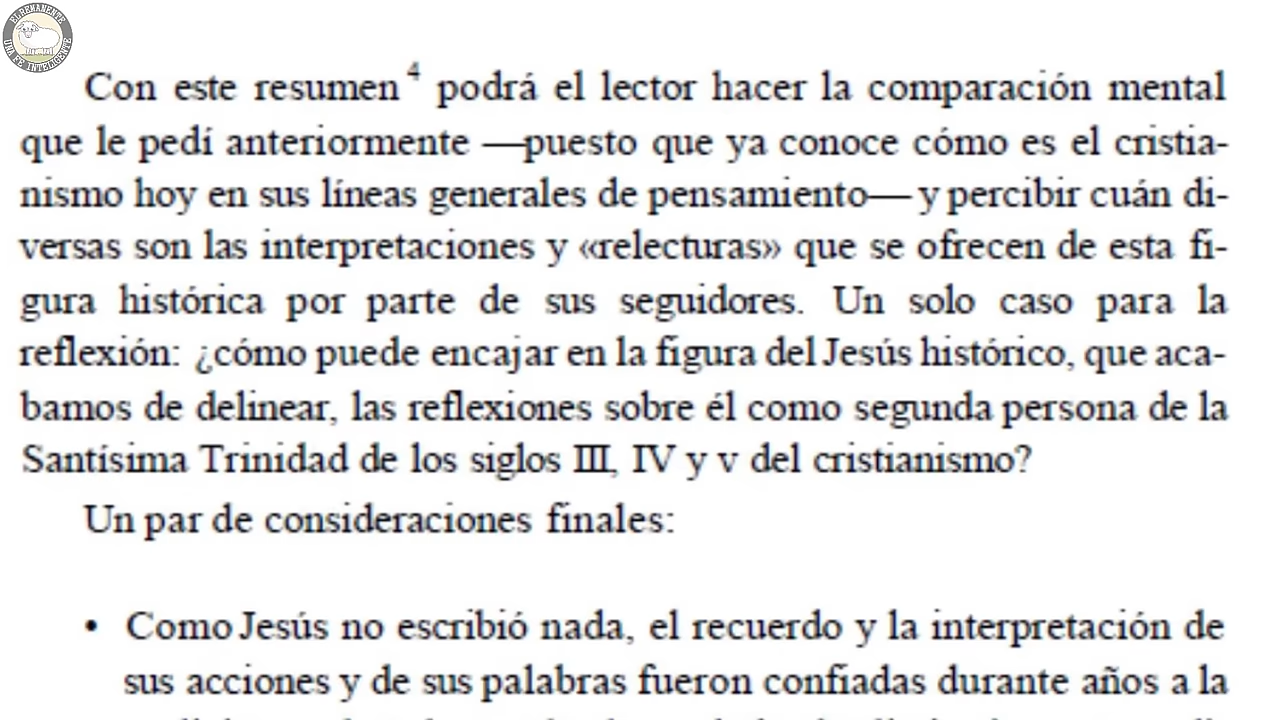 EL REMANENTE
UNA FE INTELIGENTE
Con este resumen 4 podrá el lector hacer la comparación mental
que le pedí anteriormente —puesto que ya conoce cómo es el cristia-
nismo hoy en sus líneas generales de pensamiento— y percibir cuán di-
versas son las interpretaciones y «relecturas» que se ofrecen de esta fi-
gura histórica por parte de sus seguidores. Un solo caso para la
reflexión: ¿cómo puede encajar en la figura del Jesús histórico, que aca-
bamos de delinear, las reflexiones sobre él como segunda persona de la
Santísima Trinidad de los siglos III, IV y v del cristianismo?
Un par de consideraciones finales:
• Como Jesús no escribió nada, el recuerdo y la interpretación de
sus acciones y de sus palabras fueron confiadas durante años a la